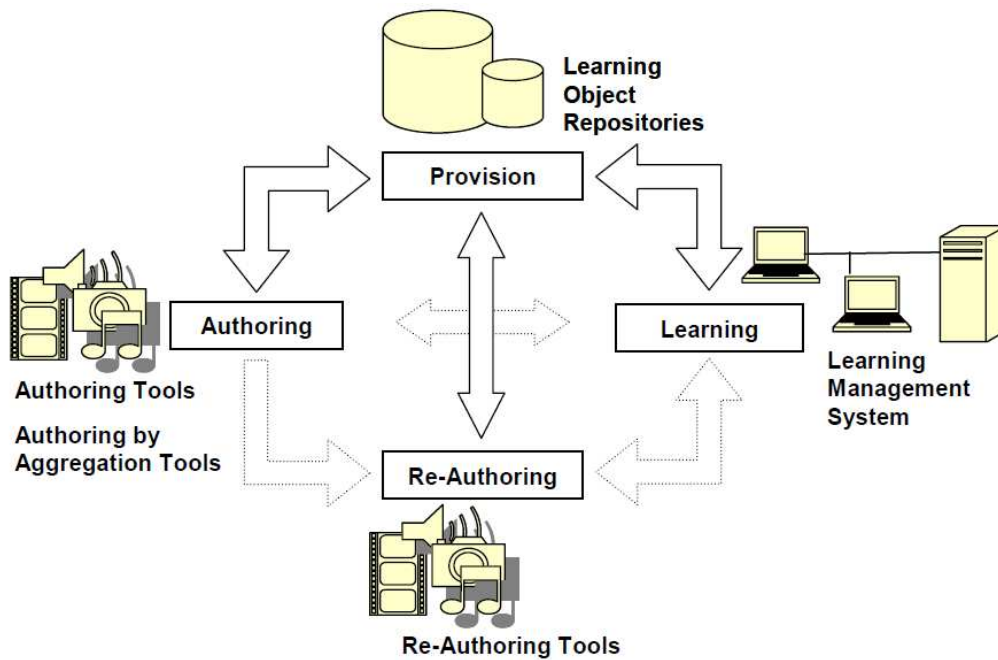 Learning
Object
Repositories
Provision
Authoring
Learning
Authoring Tools
Authoring by
Aggregation Tools
Learning
Management
System
Re-Authoring
Re-Authoring Tools